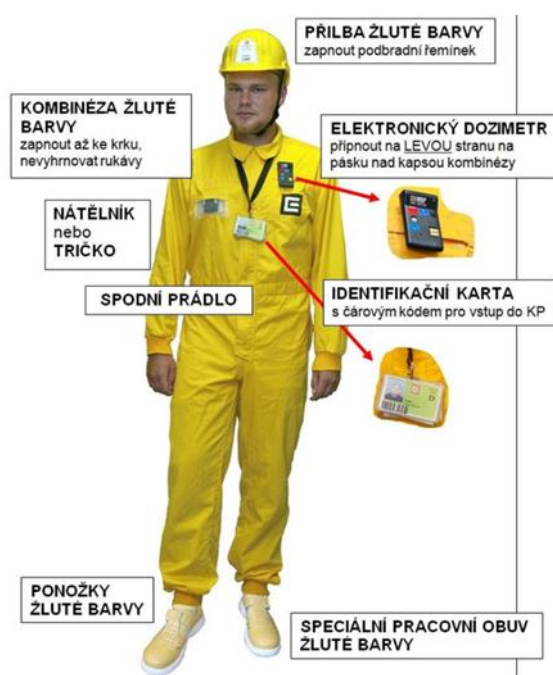 PŘILBA ŽLUTÉ BARVY
zapnout podbradní řemínek
KOMBINÉZA ŽLUTÉ
BARVY
zapnout až ke krku,
nevyhrnovat rukávy
ELEKTRONICKÝ DOZIMETR
připnout na LEVOU stranu na
pásku nad kapsou kombinézy
NÁTĚLNÍK
nebo
TRIČKO
SPODNÍ PRÁDLO
IDENTIFIKAČNÍ KARTA
s čárovým kódem pro vstup do KP
D
PONOŽKY
ŽLUTÉ BARVY
SPECIÁLNÍ PRACOVNÍ OBUV
ŽLUTÉ BARVY